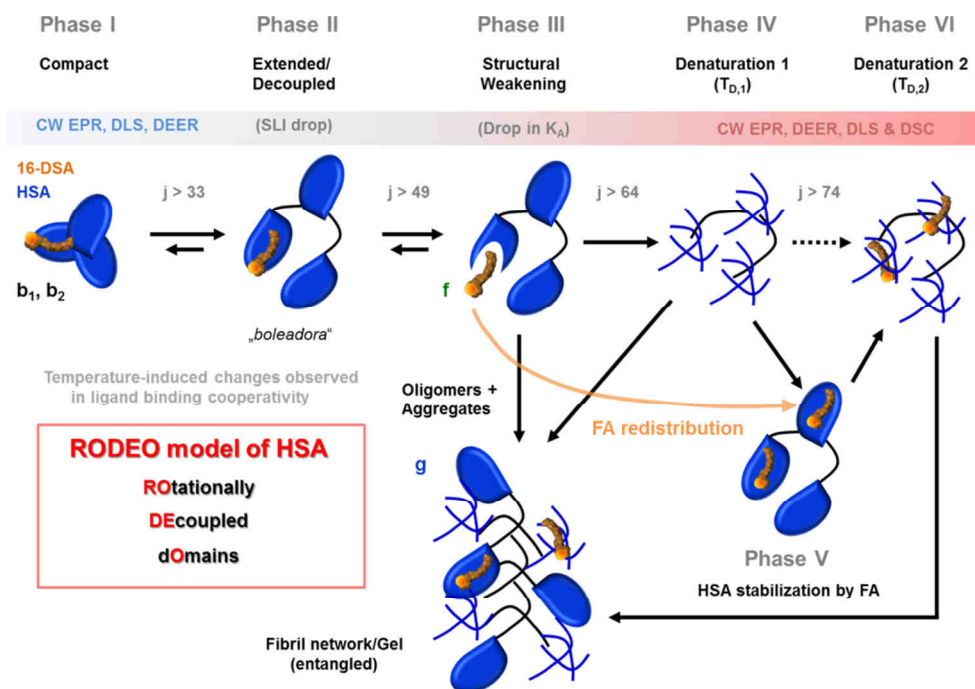 Phase I
Phase II
Phase III
Phase IV
Phase VI
Compact
Extended/
Decoupled
Structural
Weakening
Denaturation 1
(T_D,1)
Denaturation 2
(T_D,2)
CW EPR, DLS, DEER
(SLI drop)
(Drop in K_A)
CW EPR, DEER, DLS & DSC
16-DSA
HSA
j > 33
j > 49
j > 64
j > 74
b₁, b₂
f
„boleadora“
Temperature-induced changes observed
in ligand binding cooperativity
Oligomers +
Aggregates
FA redistribution
RODEO model of HSA
ROtationally
DEcoupled
dOmains
g
Phase V
HSA stabilization by FA
Fibril network/Gel
(entangled)